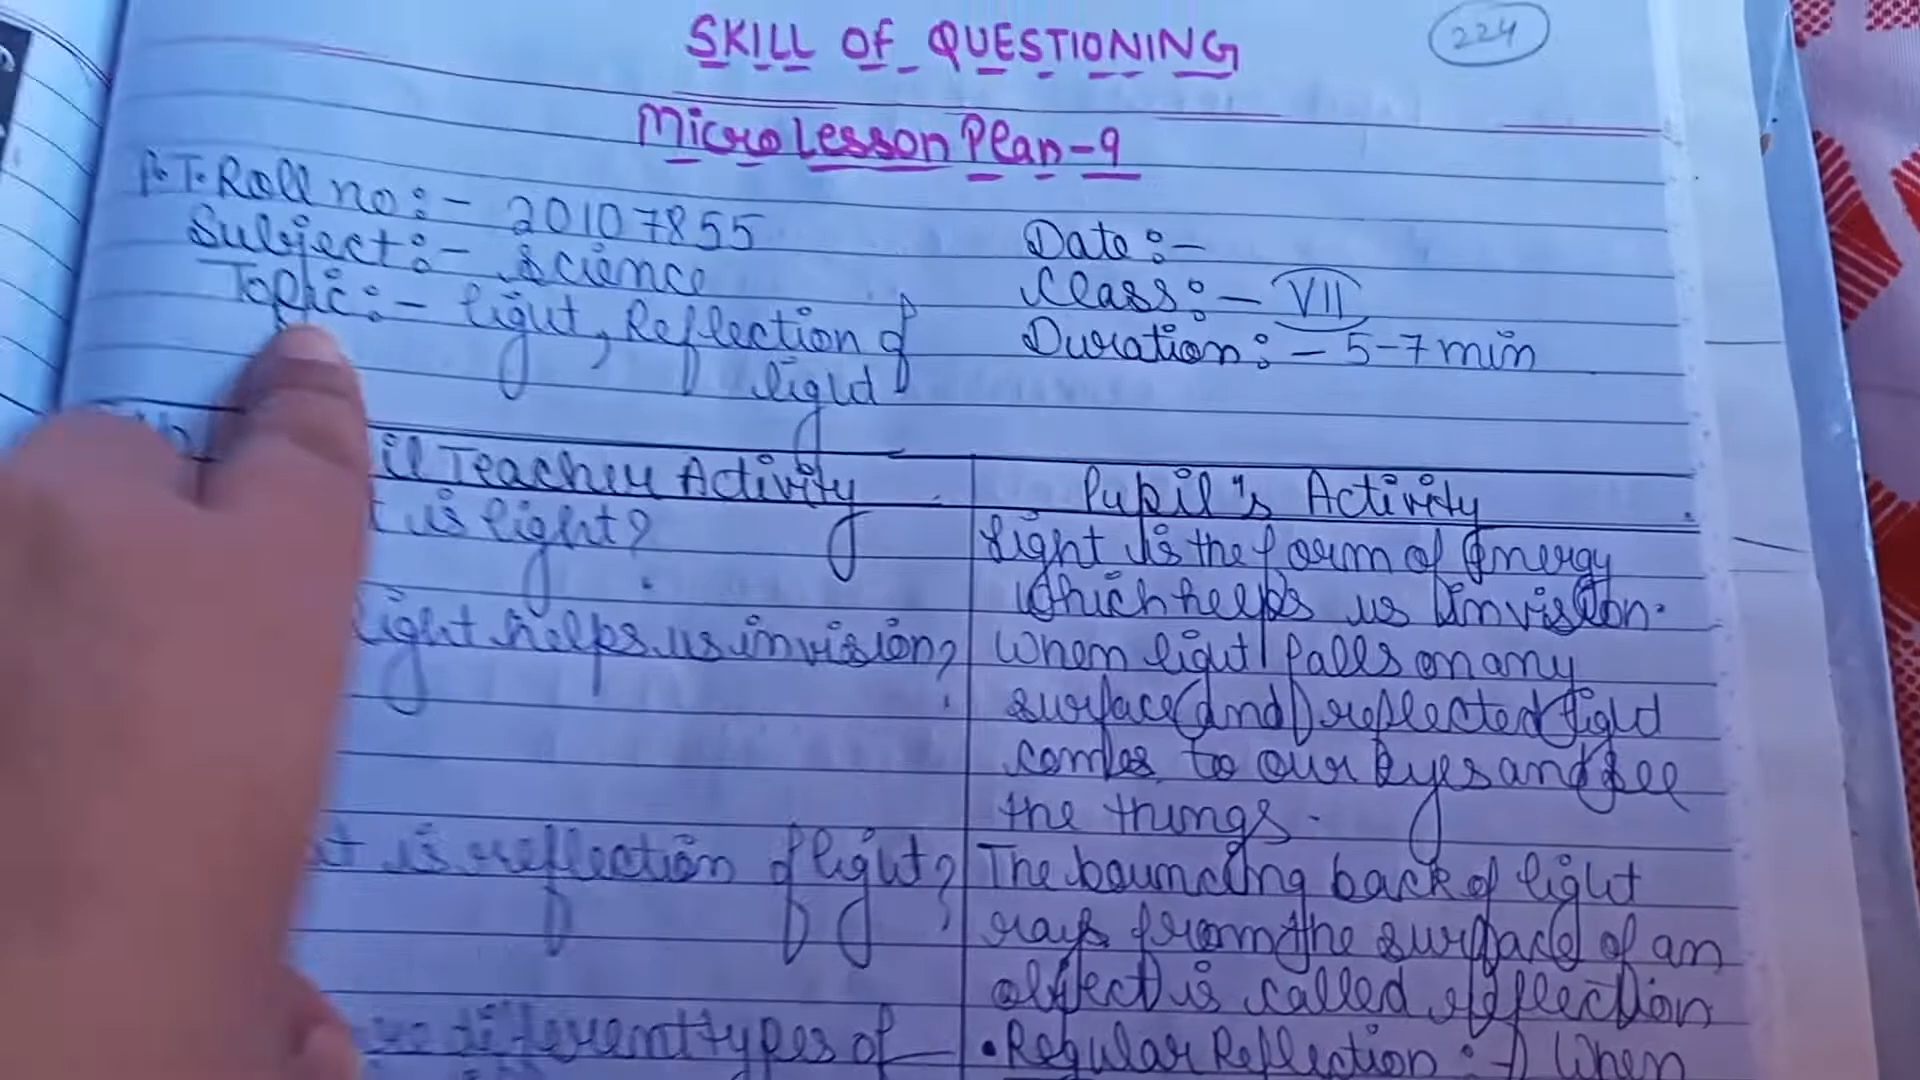 SKILL OF QUESTIONING
224
Micro Lesson Plan-9
P.T. Roll no:- 20107855
Date:-
Subject:- Science
Class:- VII
Topic:- light, Reflection of
light
Duration:- 5-7 min
Teacher Activity
Pupil's Activity
is light?
light is the form of Energy
which helps us in vision.
light helps us in vision?
When light falls on any
surface and reflected light
comes to our eyes and see
the things.
is reflection of light?
The bouncing back of light
rays from the surface of an
object is called reflection
different types of
• Regular Reflection:-) When